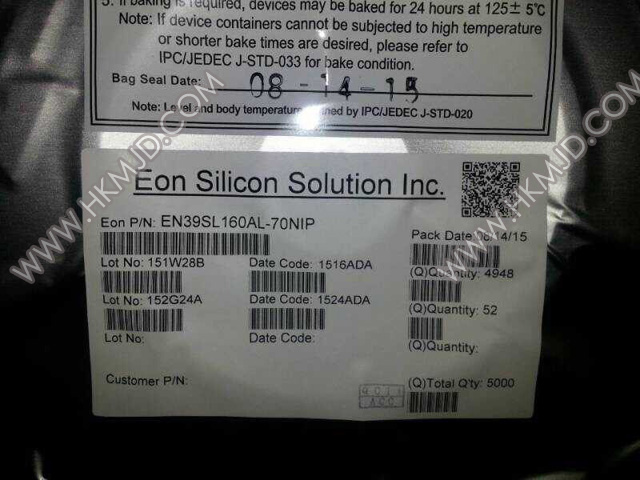 If baking is required, devices may be baked for 24 hours at 125± 5℃
Note: If device containers cannot be subjected to high temperature
or shorter bake times are desired, please refer to
IPC/JEDEC J-STD-033 for bake condition.
Bag Seal Date: 08-14-15
Note: Level and body temperature by IPC/JEDEC J-STD-020
Eon Silicon Solution Inc.
Eon P/N: EN39SL160AL-70NIP
Pack Date: /14/15
Lot No: 151W28B Date Code: 1516ADA (Q)Quantity: 4948
Lot No: 152G24A Date Code: 1524ADA (Q)Quantity: 52
Lot No: Date Code: (Q)Quantity:
Customer P/N: (Q)Total Q'ty: 5000
ACC
WWW.HKMJD.COM
WWW.HKMJD.COM
WWW.HKMJD.COM